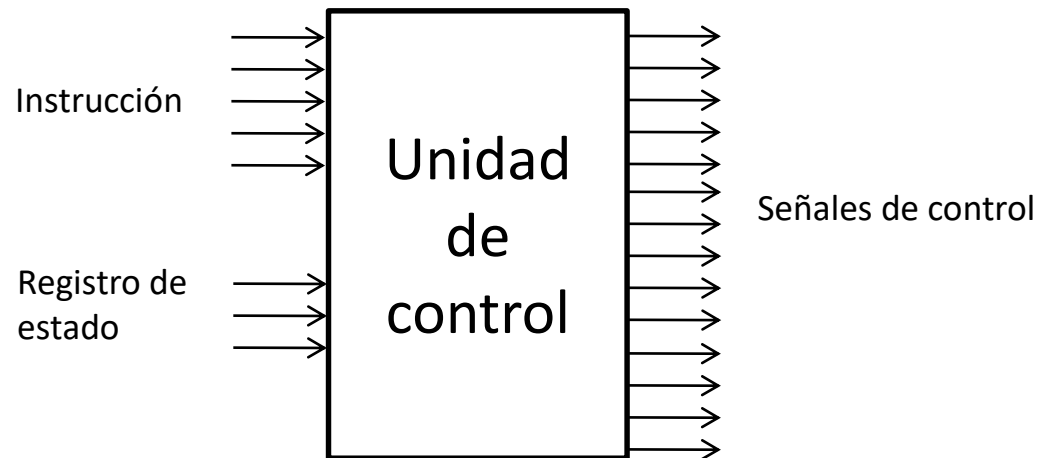 Instrucción
Registro de
estado
Unidad
de
control
Señales de control